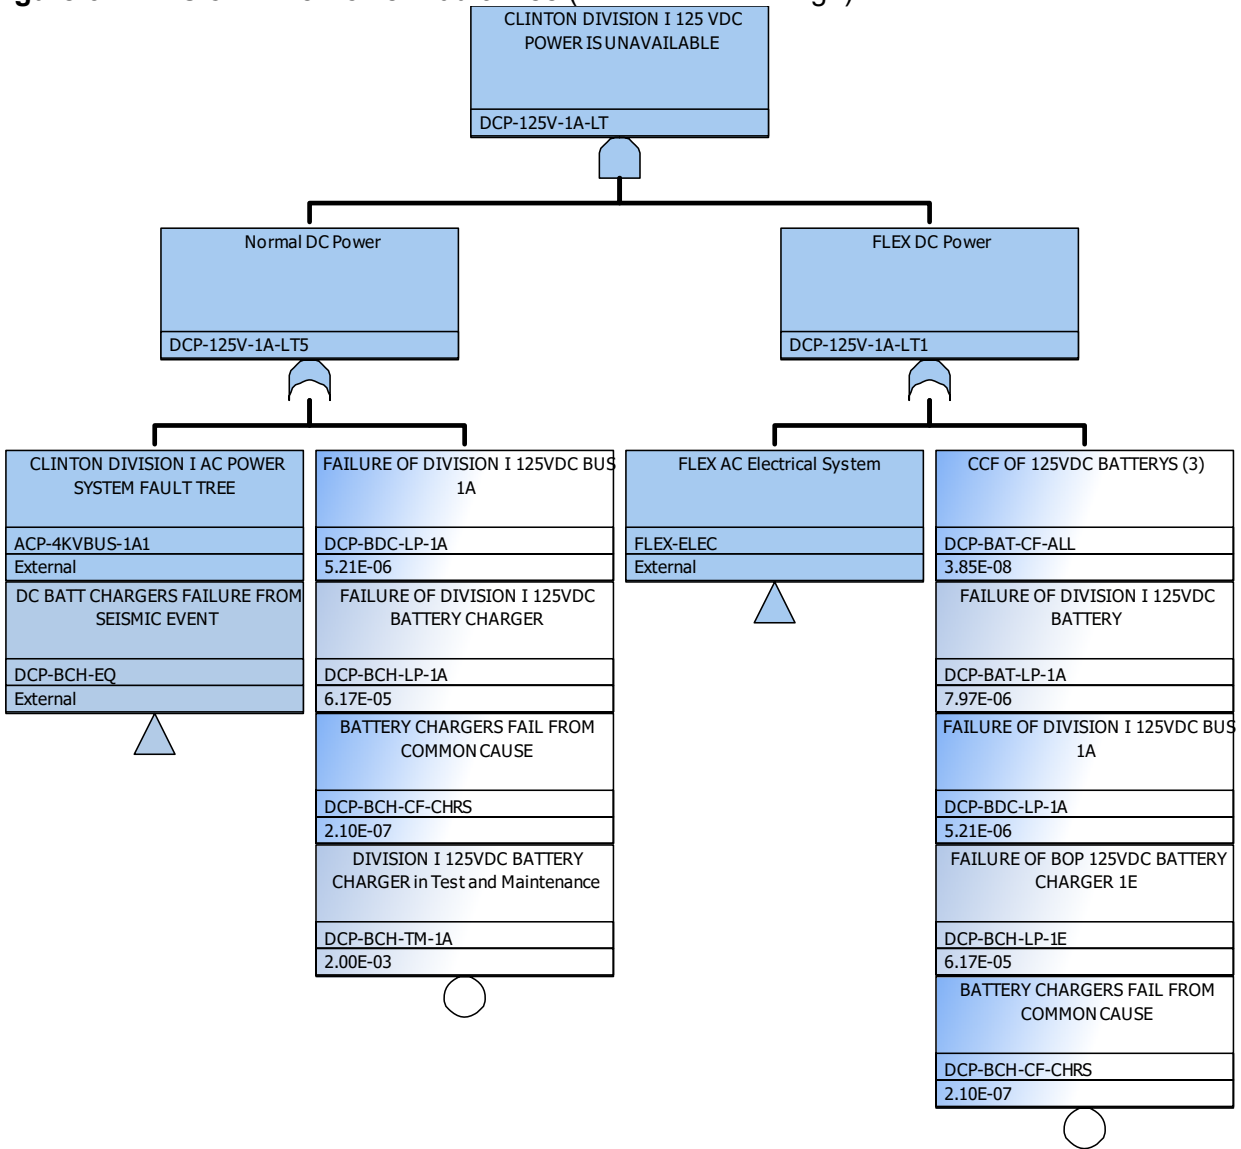 CLINTON DIVISION I 125 VDC
POWER IS UNAVAILABLE
DCP-125V-1A-LT
Normal DC Power
DCP-125V-1A-LT5
FLEX DC Power
DCP-125V-1A-LT1
CLINTON DIVISION I AC POWER
SYSTEM FAULT TREE
ACP-4KVBUS-1A1
External
DC BATT CHARGERS FAILURE FROM
SEISMIC EVENT
DCP-BCH-EQ
External
FAILURE OF DIVISION I 125VDC BUS
1A
DCP-BDC-LP-1A
5.21E-06
FAILURE OF DIVISION I 125VDC
BATTERY CHARGER
DCP-BCH-LP-1A
6.17E-05
BATTERY CHARGERS FAIL FROM
COMMON CAUSE
DCP-BCH-CF-CHRS
2.10E-07
DIVISION I 125VDC BATTERY
CHARGER in Test and Maintenance
DCP-BCH-TM-1A
2.00E-03
FLEX AC Electrical System
FLEX-ELEC
External
CCF OF 125VDC BATTERYS (3)
DCP-BAT-CF-ALL
3.85E-08
FAILURE OF DIVISION I 125VDC
BATTERY
DCP-BAT-LP-1A
7.97E-06
FAILURE OF DIVISION I 125VDC BUS
1A
DCP-BDC-LP-1A
5.21E-06
FAILURE OF BOP 125VDC BATTERY
CHARGER 1E
DCP-BCH-LP-1E
6.17E-05
BATTERY CHARGERS FAIL FROM
COMMON CAUSE
DCP-BCH-CF-CHRS
2.10E-07